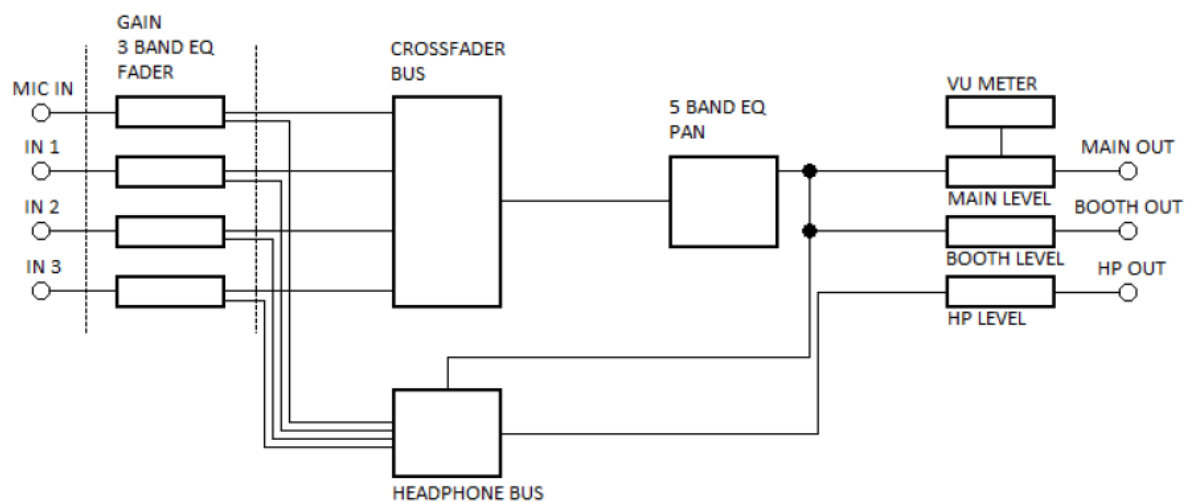 GAIN
3 BAND EQ
FADER
CROSSFADER
BUS
MIC IN
IN 1
IN 2
IN 3
5 BAND EQ
PAN
VU METER
MAIN OUT
MAIN LEVEL
BOOTH OUT
BOOTH LEVEL
HP OUT
HP LEVEL
HEADPHONE BUS